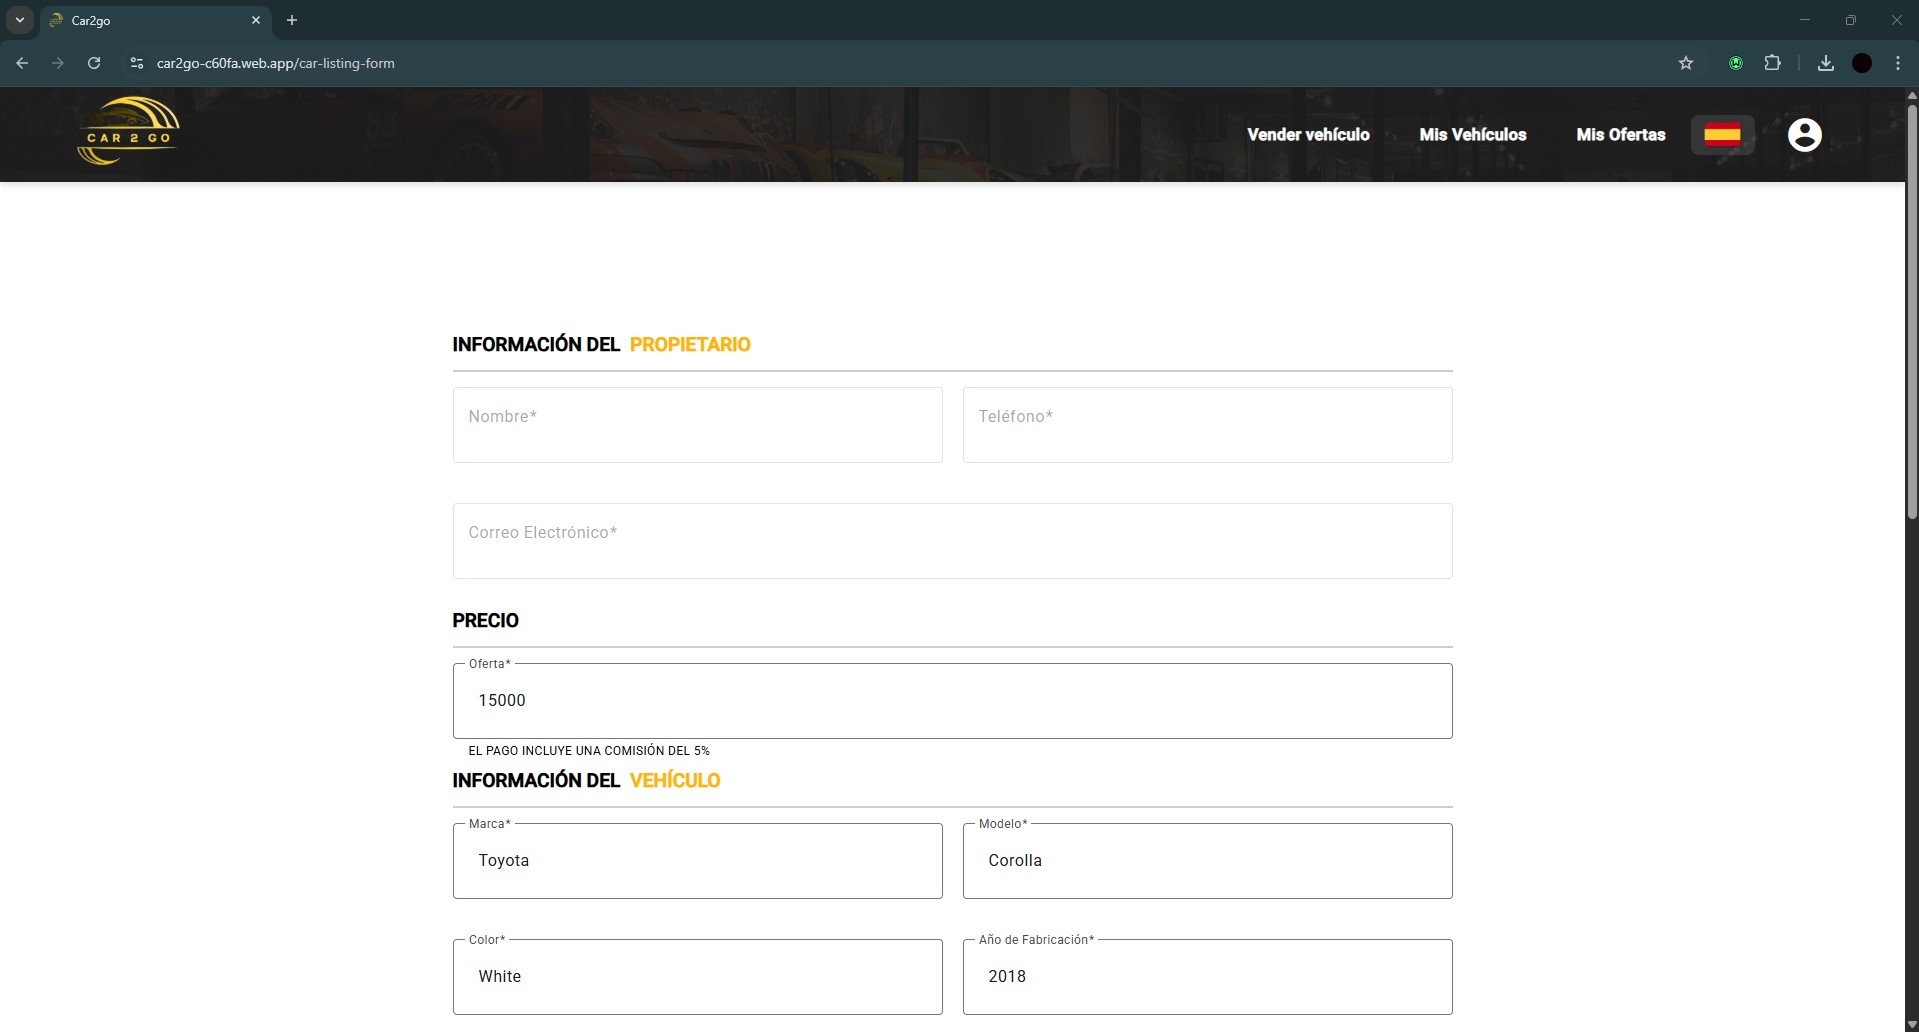 Car2go
car2go-c60fa.web.app/car-listing-form
CAR 2 GO
Vender vehículo
Mis Vehículos
Mis Ofertas
INFORMACIÓN DEL PROPIETARIO
Nombre*
Teléfono*
Correo Electrónico*
PRECIO
Oferta*
15000
EL PAGO INCLUYE UNA COMISIÓN DEL 5%
INFORMACIÓN DEL VEHÍCULO
Marca*
Toyota
Modelo*
Corolla
Color*
White
Año de Fabricación*
2018